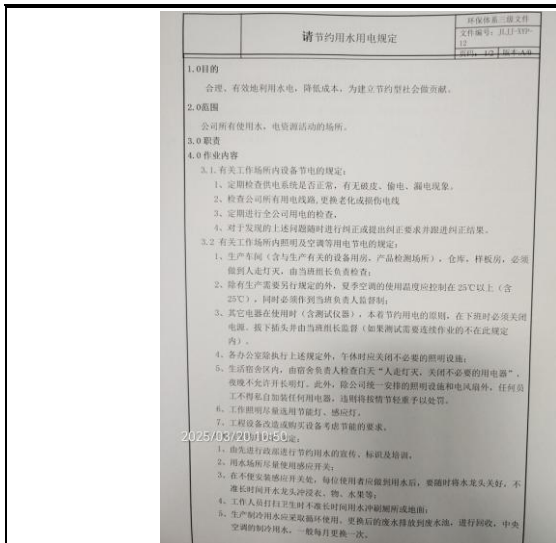 环保体系三级文件
请节约用水用电规定
文件编号：JLJJ-XYP-
12
页码：1/2 版本:A/0
1.0目的
合理、有效地利用水电，降低成本，为建立节约型社会做贡献。
2.0范围
公司所有使用水、电资源活动的场所。
3.0 职责
4.0 作业内容
3.1.有关工作场所内设备节电的规定：
1、定期检查供电系统是否正常，有无破皮、偷电、漏电现象。
2、检查公司所有用电线路,更换老化或损伤电线
3、定期进行全公司用电的检查，
4、对于发现的上述问题随时进行纠正或提出纠正要求并跟进纠正结果。
3.2 有关工作场所内照明及空调等用电节电的规定：
1、生产车间（含与生产有关的设备用房，产品检测场所），仓库，样板房，必须
做到人走灯灭，由当班组长负责检查；
2、除有生产需要另行规定的外，夏季空调的使用温度应控制在 25℃以上（含
25℃），同时必须作到当班负责人监督制；
3、其它电器在使用时（含测试仪器），本着节约用电的原则，在下班时必须关闭
电源。拔下插头并由当班组长监督（如果测试需要连续作业的不在此规定
内）。
4、各办公室除执行上述规定外，午休时应关闭不必要的照明设施；
5、生活宿舍区内，由宿舍负责人检查白天“人走灯灭，关闭不必要的用电器”，
夜晚不允许开长明灯。此外，除公司统一安排的照明设施和电风扇外，任何员
工不得私自加装任何用电器，违则将按情节轻重予以处罚。
6、工作照明尽量选用节能灯、感应灯。
7、工程设备改造或购买设备考虑节能的要求。
2025/03/20 10:50 定：
1、由先进行政部进行节约用水的宣传、标识及培训。
2、用水场所尽量使用感应开关；
3、在不便安装感应开关处，每位使用者应做到用水后，要随时将水龙头关好，不
准长时间开水龙头冲浸衣、物、水果等；
4、工作人员打扫卫生时不准长时间用水冲刷厕所或地面；
5、生产制冷用水应采取循环使用。更换后的废水排放到废水池，进行回收。中央
空调的制冷用水，一般每月更换一次。